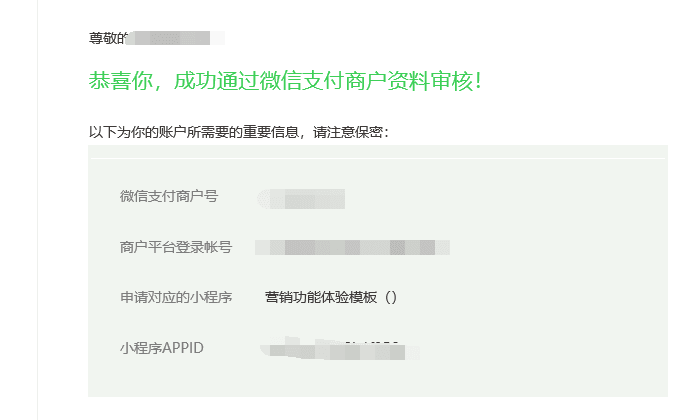 尊敬的
恭喜你，成功通过微信支付商户资料审核！
以下为你的账户所需要的重要信息，请注意保密：
微信支付商户号
商户平台登录帐号
申请对应的小程序 营销功能体验模板（）
小程序APPID